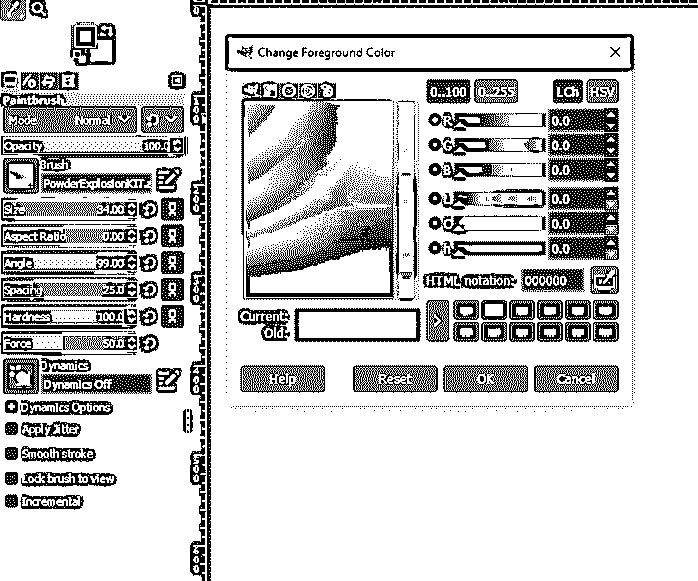 Change Foreground Color
Paintbrush
Mode Normal
Opacity 100.0
Brush
Size 94.00
Aspect Ratio 0.00
Angle 99.00
Spacing 25.0
Hardness 100.0
Force 50.0
Dynamics
Dynamics Off
Dynamics Options
Apply Jitter
Smooth stroke
Lock brush to view
Incremental
0..100 0..255 LCh HSV
R 0.0
G 0.0
B 0.0
L 0.0
C 0.0
h 0.0
HTML notation: 000000
Current:
Old:
Help Reset OK Cancel